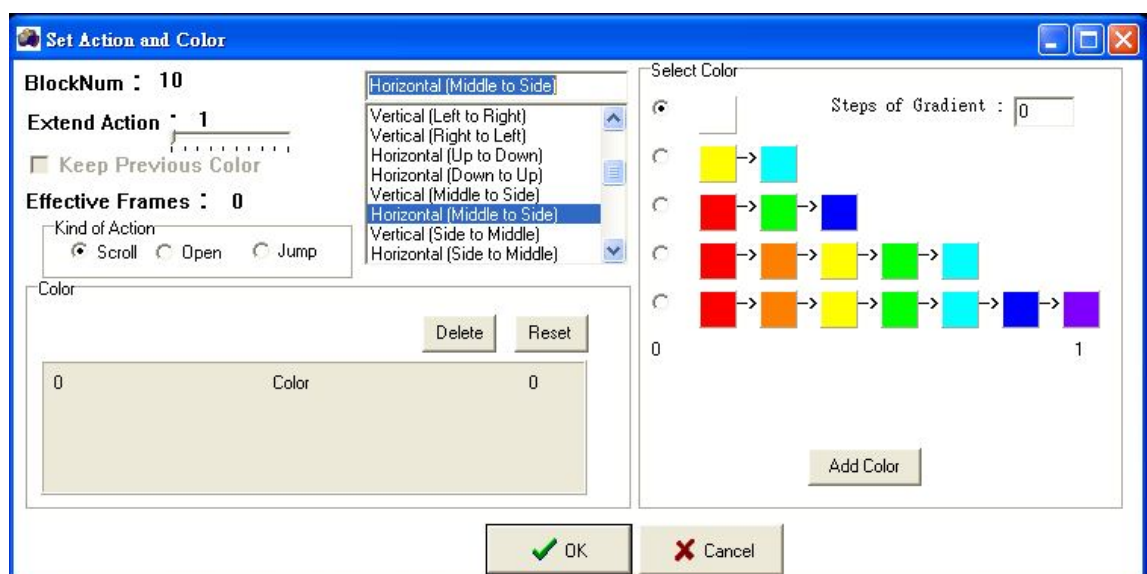 Set Action and Color
BlockNum : 10
Extend Action : 1
Keep Previous Color
Effective Frames : 0
Kind of Action
Scroll Open Jump
Horizontal (Middle to Side)
Vertical (Left to Right)
Vertical (Right to Left)
Horizontal (Up to Down)
Horizontal (Down to Up)
Vertical (Middle to Side)
Horizontal (Middle to Side)
Vertical (Side to Middle)
Horizontal (Side to Middle)
Color
Delete Reset
0 Color 0
Select Color
Steps of Gradient : 0
->
-> ->
-> -> -> ->
-> -> -> -> -> ->
0 1
Add Color
OK Cancel